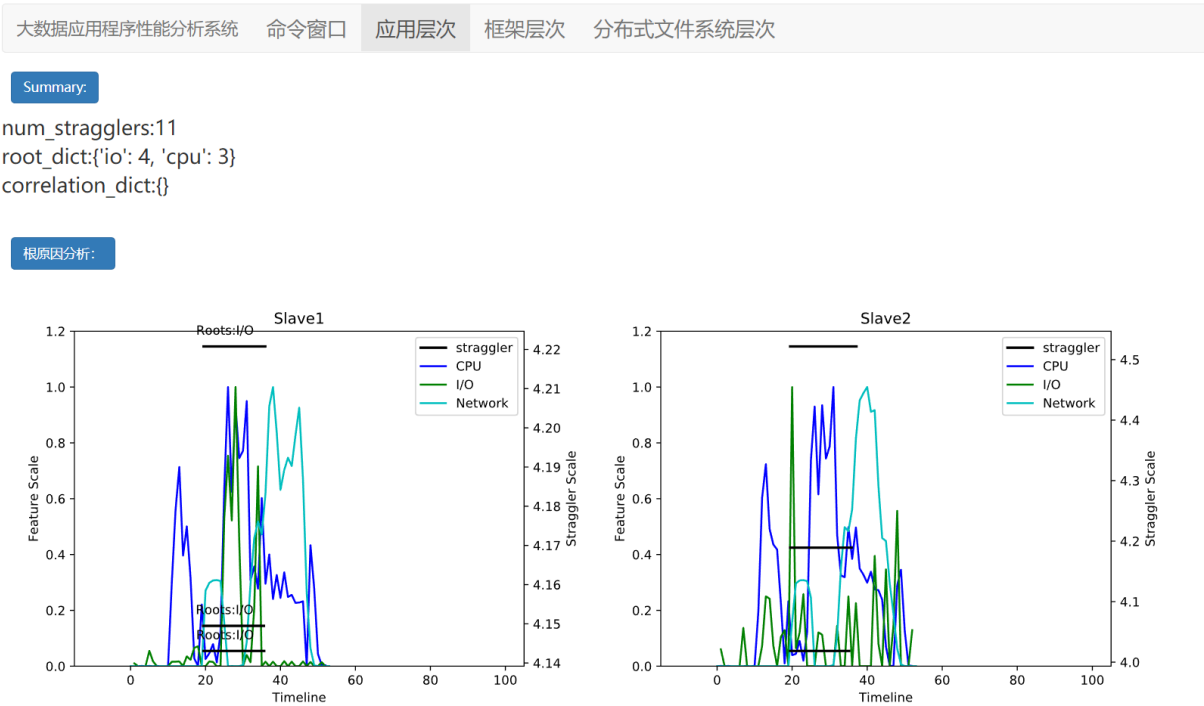 大数据应用程序性能分析系统 命令窗口 应用层次 框架层次 分布式文件系统层次
Summary:
num_stragglers:11
root_dict:{'io': 4, 'cpu': 3}
correlation_dict:{}
根原因分析:
Slave1
Roots:I/O
Roots:I/O
Roots:I/O
straggler
CPU
I/O
Network
1.2
1.0
0.8
0.6
0.4
0.2
0.0
Feature Scale
0 20 40 60 80 100
Timeline
4.22
4.21
4.20
4.19
4.18
4.17
4.16
4.15
4.14
Straggler Scale
Slave2
straggler
CPU
I/O
Network
1.2
1.0
0.8
0.6
0.4
0.2
0.0
Feature Scale
0 20 40 60 80 100
Timeline
4.5
4.4
4.3
4.2
4.1
4.0
Straggler Scale